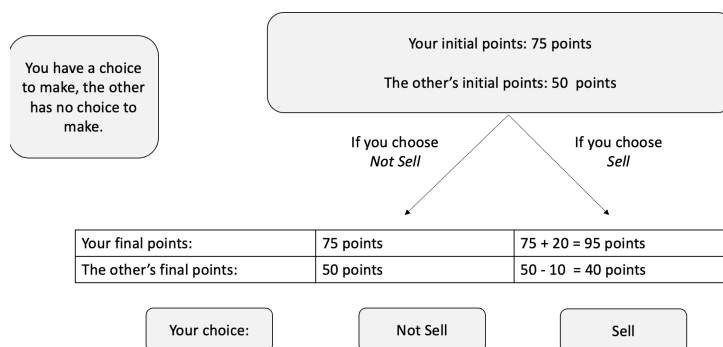 Your initial points: 75 points
The other's initial points: 50 points
You have a choice
to make, the other
has no choice to
make.
If you choose
Not Sell
If you choose
Sell
Your final points: 75 points 75 + 20 = 95 points
The other's final points: 50 points 50 - 10 = 40 points
Your choice: Not Sell Sell